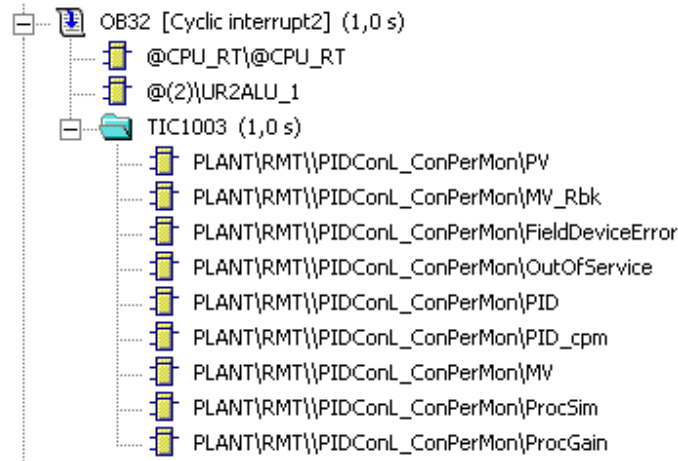 OB32 [Cyclic interrupt2] (1,0 s)
@CPU_RT\@CPU_RT
@(2)\UR2ALU_1
TIC1003 (1,0 s)
PLANT\RMT\\PIDConL_ConPerMon\PV
PLANT\RMT\\PIDConL_ConPerMon\MV_Rbk
PLANT\RMT\\PIDConL_ConPerMon\FieldDeviceError
PLANT\RMT\\PIDConL_ConPerMon\OutOfService
PLANT\RMT\\PIDConL_ConPerMon\PID
PLANT\RMT\\PIDConL_ConPerMon\PID_cpm
PLANT\RMT\\PIDConL_ConPerMon\MV
PLANT\RMT\\PIDConL_ConPerMon\ProcSim
PLANT\RMT\\PIDConL_ConPerMon\ProcGain